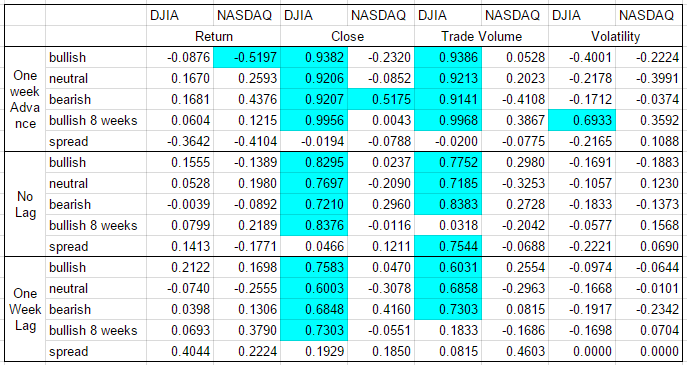 DJIA NASDAQ DJIA NASDAQ DJIA NASDAQ DJIA NASDAQ
Return Close Trade Volume Volatility
One week Advance
bullish -0.0876 -0.5197 0.9382 -0.2320 0.9386 0.0528 -0.4001 -0.2224
neutral 0.1670 0.2593 0.9206 -0.0852 0.9213 0.2023 -0.2178 -0.3991
bearish 0.1681 0.4376 0.9207 0.5175 0.9141 -0.4108 -0.1712 -0.0374
bullish 8 weeks 0.0604 0.1215 0.9956 0.0043 0.9968 0.3867 0.6933 0.3592
spread -0.3642 -0.4104 -0.0194 -0.0788 -0.0200 -0.0775 -0.2165 0.1088
No Lag
bullish 0.1555 -0.1389 0.8295 0.0237 0.7752 0.2980 -0.1691 -0.1883
neutral 0.0528 0.1980 0.7697 -0.2090 0.7185 -0.3253 -0.1057 0.1230
bearish -0.0039 -0.0892 0.7210 0.2960 0.8383 0.2728 -0.1833 -0.1373
bullish 8 weeks 0.0799 0.2189 0.8376 -0.0116 0.0318 -0.2042 -0.0577 0.1568
spread 0.1413 -0.1771 0.0466 0.1211 0.7544 -0.0688 -0.2221 0.0690
One Week Lag
bullish 0.2122 0.1698 0.7583 0.0470 0.6031 0.2554 -0.0974 -0.0644
neutral -0.0740 -0.2555 0.6003 -0.3078 0.6858 -0.2963 -0.1668 -0.0101
bearish 0.0398 0.1306 0.6848 0.4160 0.7303 0.0815 -0.1917 -0.2342
bullish 8 weeks 0.0693 0.3790 0.7303 -0.0551 0.1833 -0.1686 -0.1698 0.0704
spread 0.4044 0.2224 0.1929 0.1850 0.0815 0.4603 0.0000 0.0000